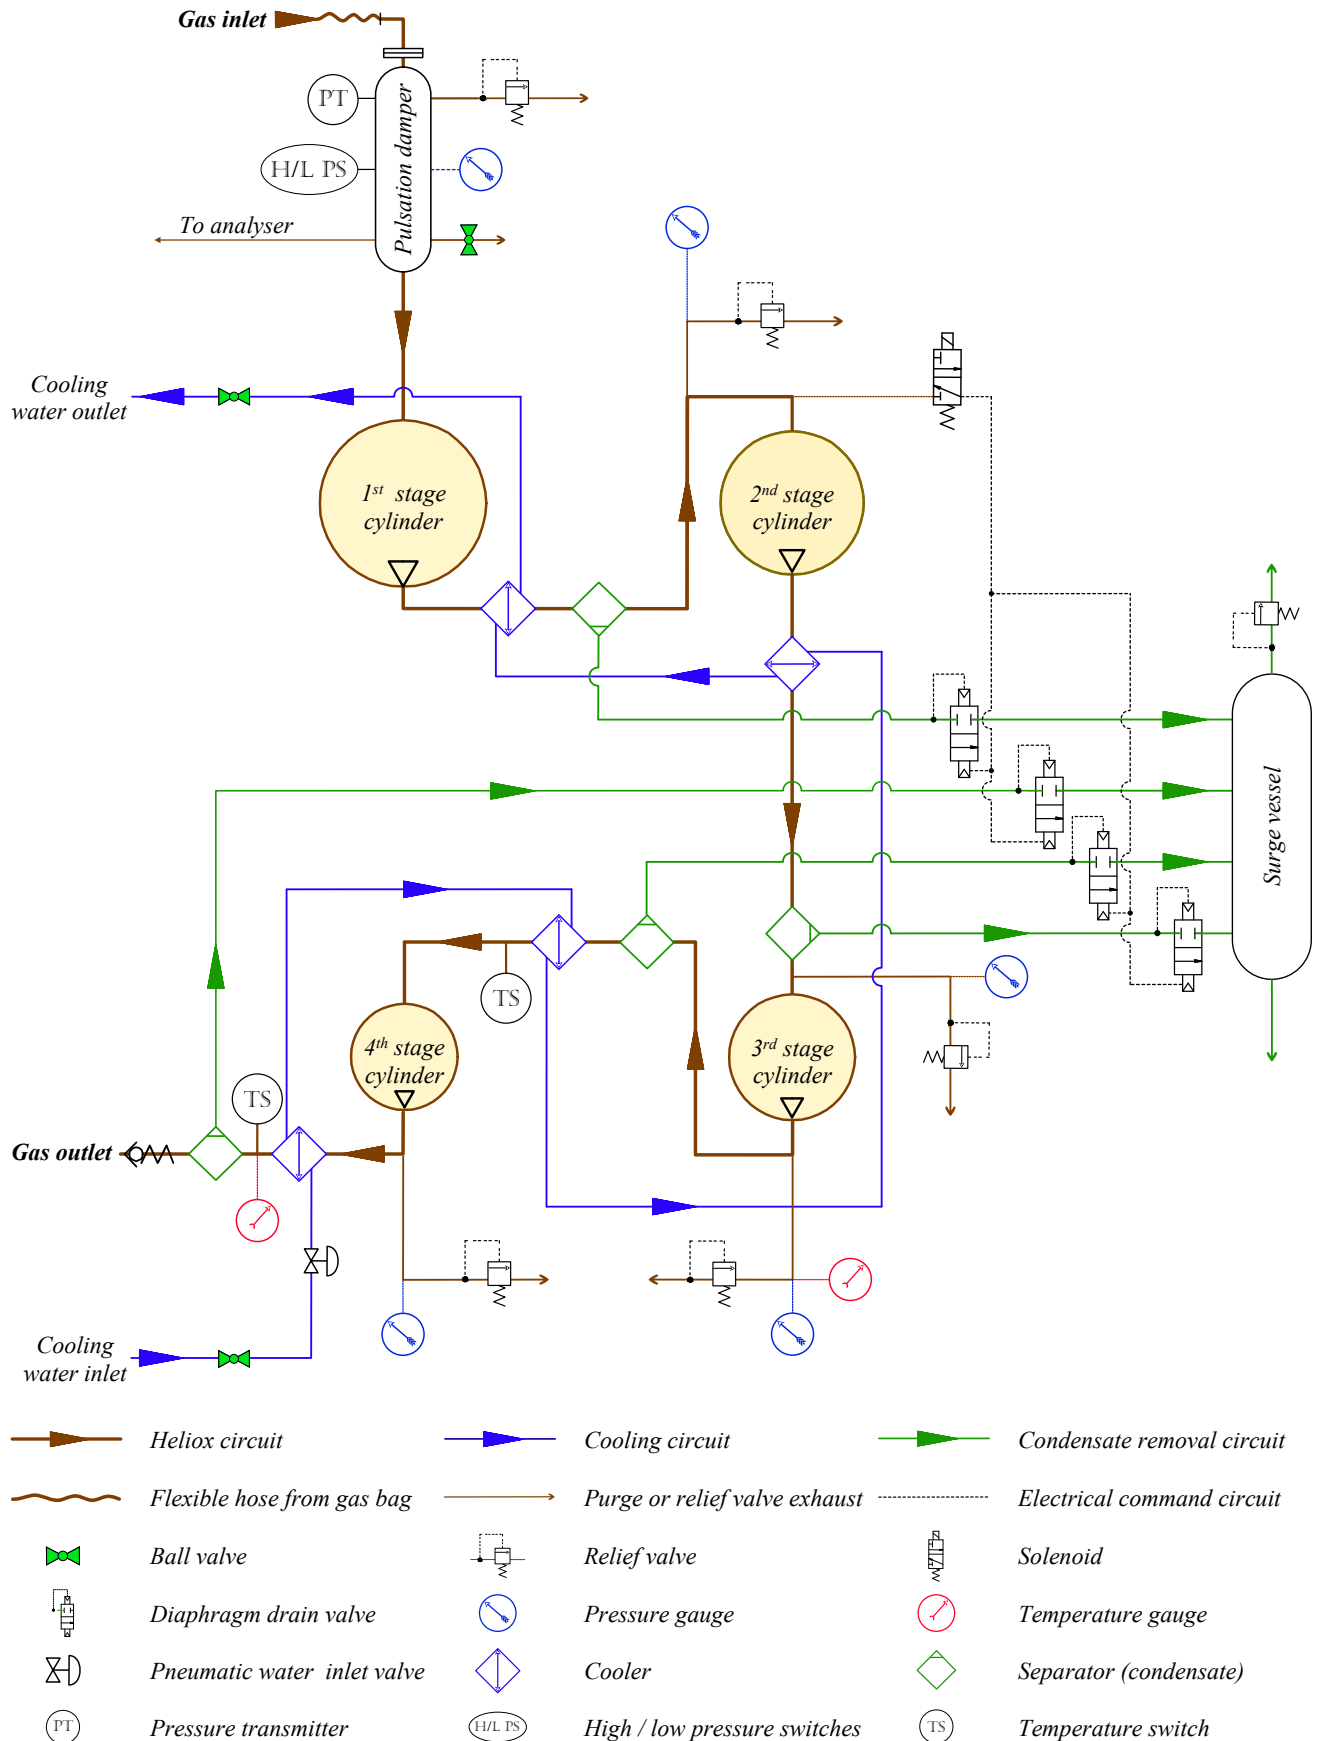 Gas inlet
PT
H/L PS
Pulsation damper
To analyser
Cooling
water outlet
1st stage
cylinder
2nd stage
cylinder
Surge vessel
TS
4th stage
cylinder
3rd stage
cylinder
TS
Gas outlet
Cooling
water inlet
Heliox circuit
Cooling circuit
Condensate removal circuit
Flexible hose from gas bag
Purge or relief valve exhaust
Electrical command circuit
Ball valve
Relief valve
Solenoid
Diaphragm drain valve
Pressure gauge
Temperature gauge
Pneumatic water inlet valve
Cooler
Separator (condensate)
PT
Pressure transmitter
H/L PS
High / low pressure switches
TS
Temperature switch